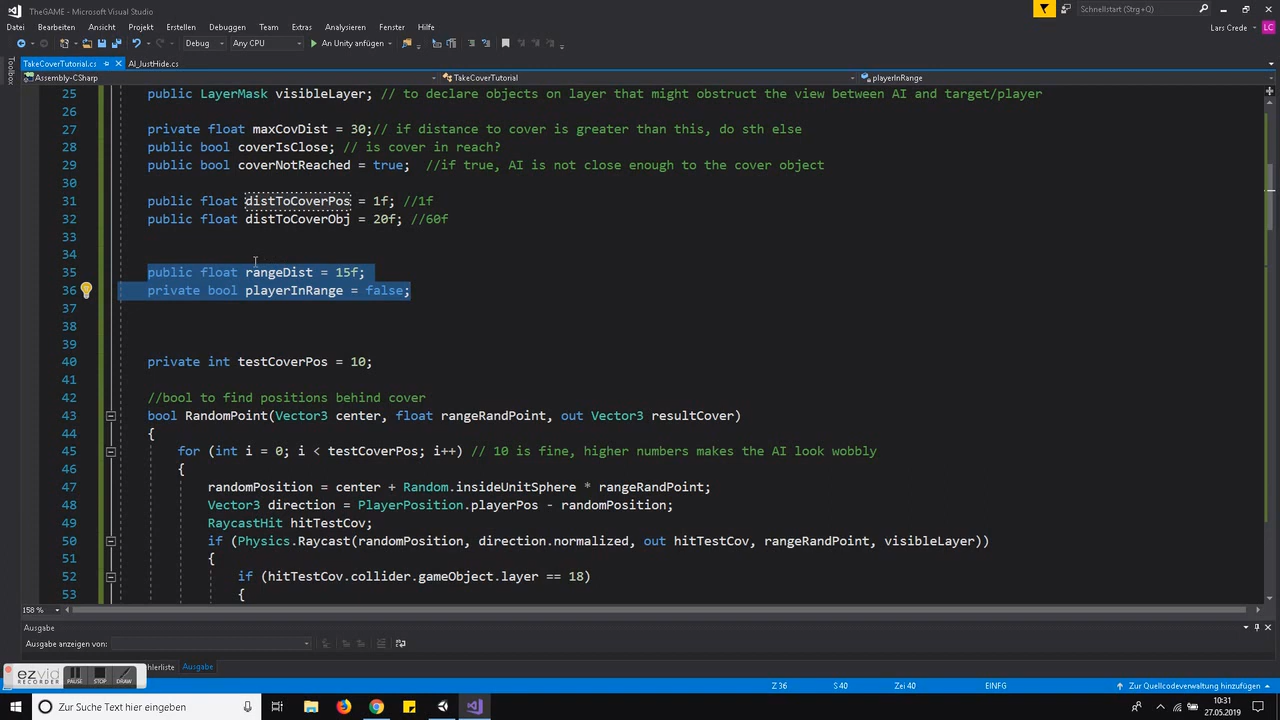 TheGAME - Microsoft Visual Studio
Schnellstart (Strg+Q)
Datei Bearbeiten Ansicht Projekt Erstellen Debuggen Team Extras Analysieren Fenster Hilfe
Lars Crede LC
Debug Any CPU An Unity anfügen
TakeCoverTutorial.cs AI_JustHide.cs
Toolbox
Assembly-CSharp TakeCoverTutorial playerInRange
25 public LayerMask visibleLayer; // to declare objects on layer that might obstruct the view between AI and target/player
26
27 private float maxCovDist = 30;// if distance to cover is greater than this, do sth else
28 public bool coverIsClose; // is cover in reach?
29 public bool coverNotReached = true; //if true, AI is not close enough to the cover object
30
31 public float distToCoverPos = 1f; //1f
32 public float distToCoverObj = 20f; //60f
33
34
35 public float rangeDist = 15f;
36 private bool playerInRange = false;
37
38
39
40 private int testCoverPos = 10;
41
42 //bool to find positions behind cover
43 bool RandomPoint(Vector3 center, float rangeRandPoint, out Vector3 resultCover)
44 {
45 for (int i = 0; i < testCoverPos; i++) // 10 is fine, higher numbers makes the AI look wobbly
46 {
47 randomPosition = center + Random.insideUnitSphere * rangeRandPoint;
48 Vector3 direction = PlayerPosition.playerPos - randomPosition;
49 RaycastHit hitTestCov;
50 if (Physics.Raycast(randomPosition, direction.normalized, out hitTestCov, rangeRandPoint, visibleLayer))
51 {
52 if (hitTestCov.collider.gameObject.layer == 18)
53 {
158 %
Ausgabe
Ausgabe anzeigen von:
ezvid RECORDER PAUSE STOP DRAW
hlerliste Ausgabe
Z 36 S 40 Zei 40 EINFG Zur Quellcodeverwaltung hinzufügen
Zur Suche Text hier eingeben
10:31
27.05.2019